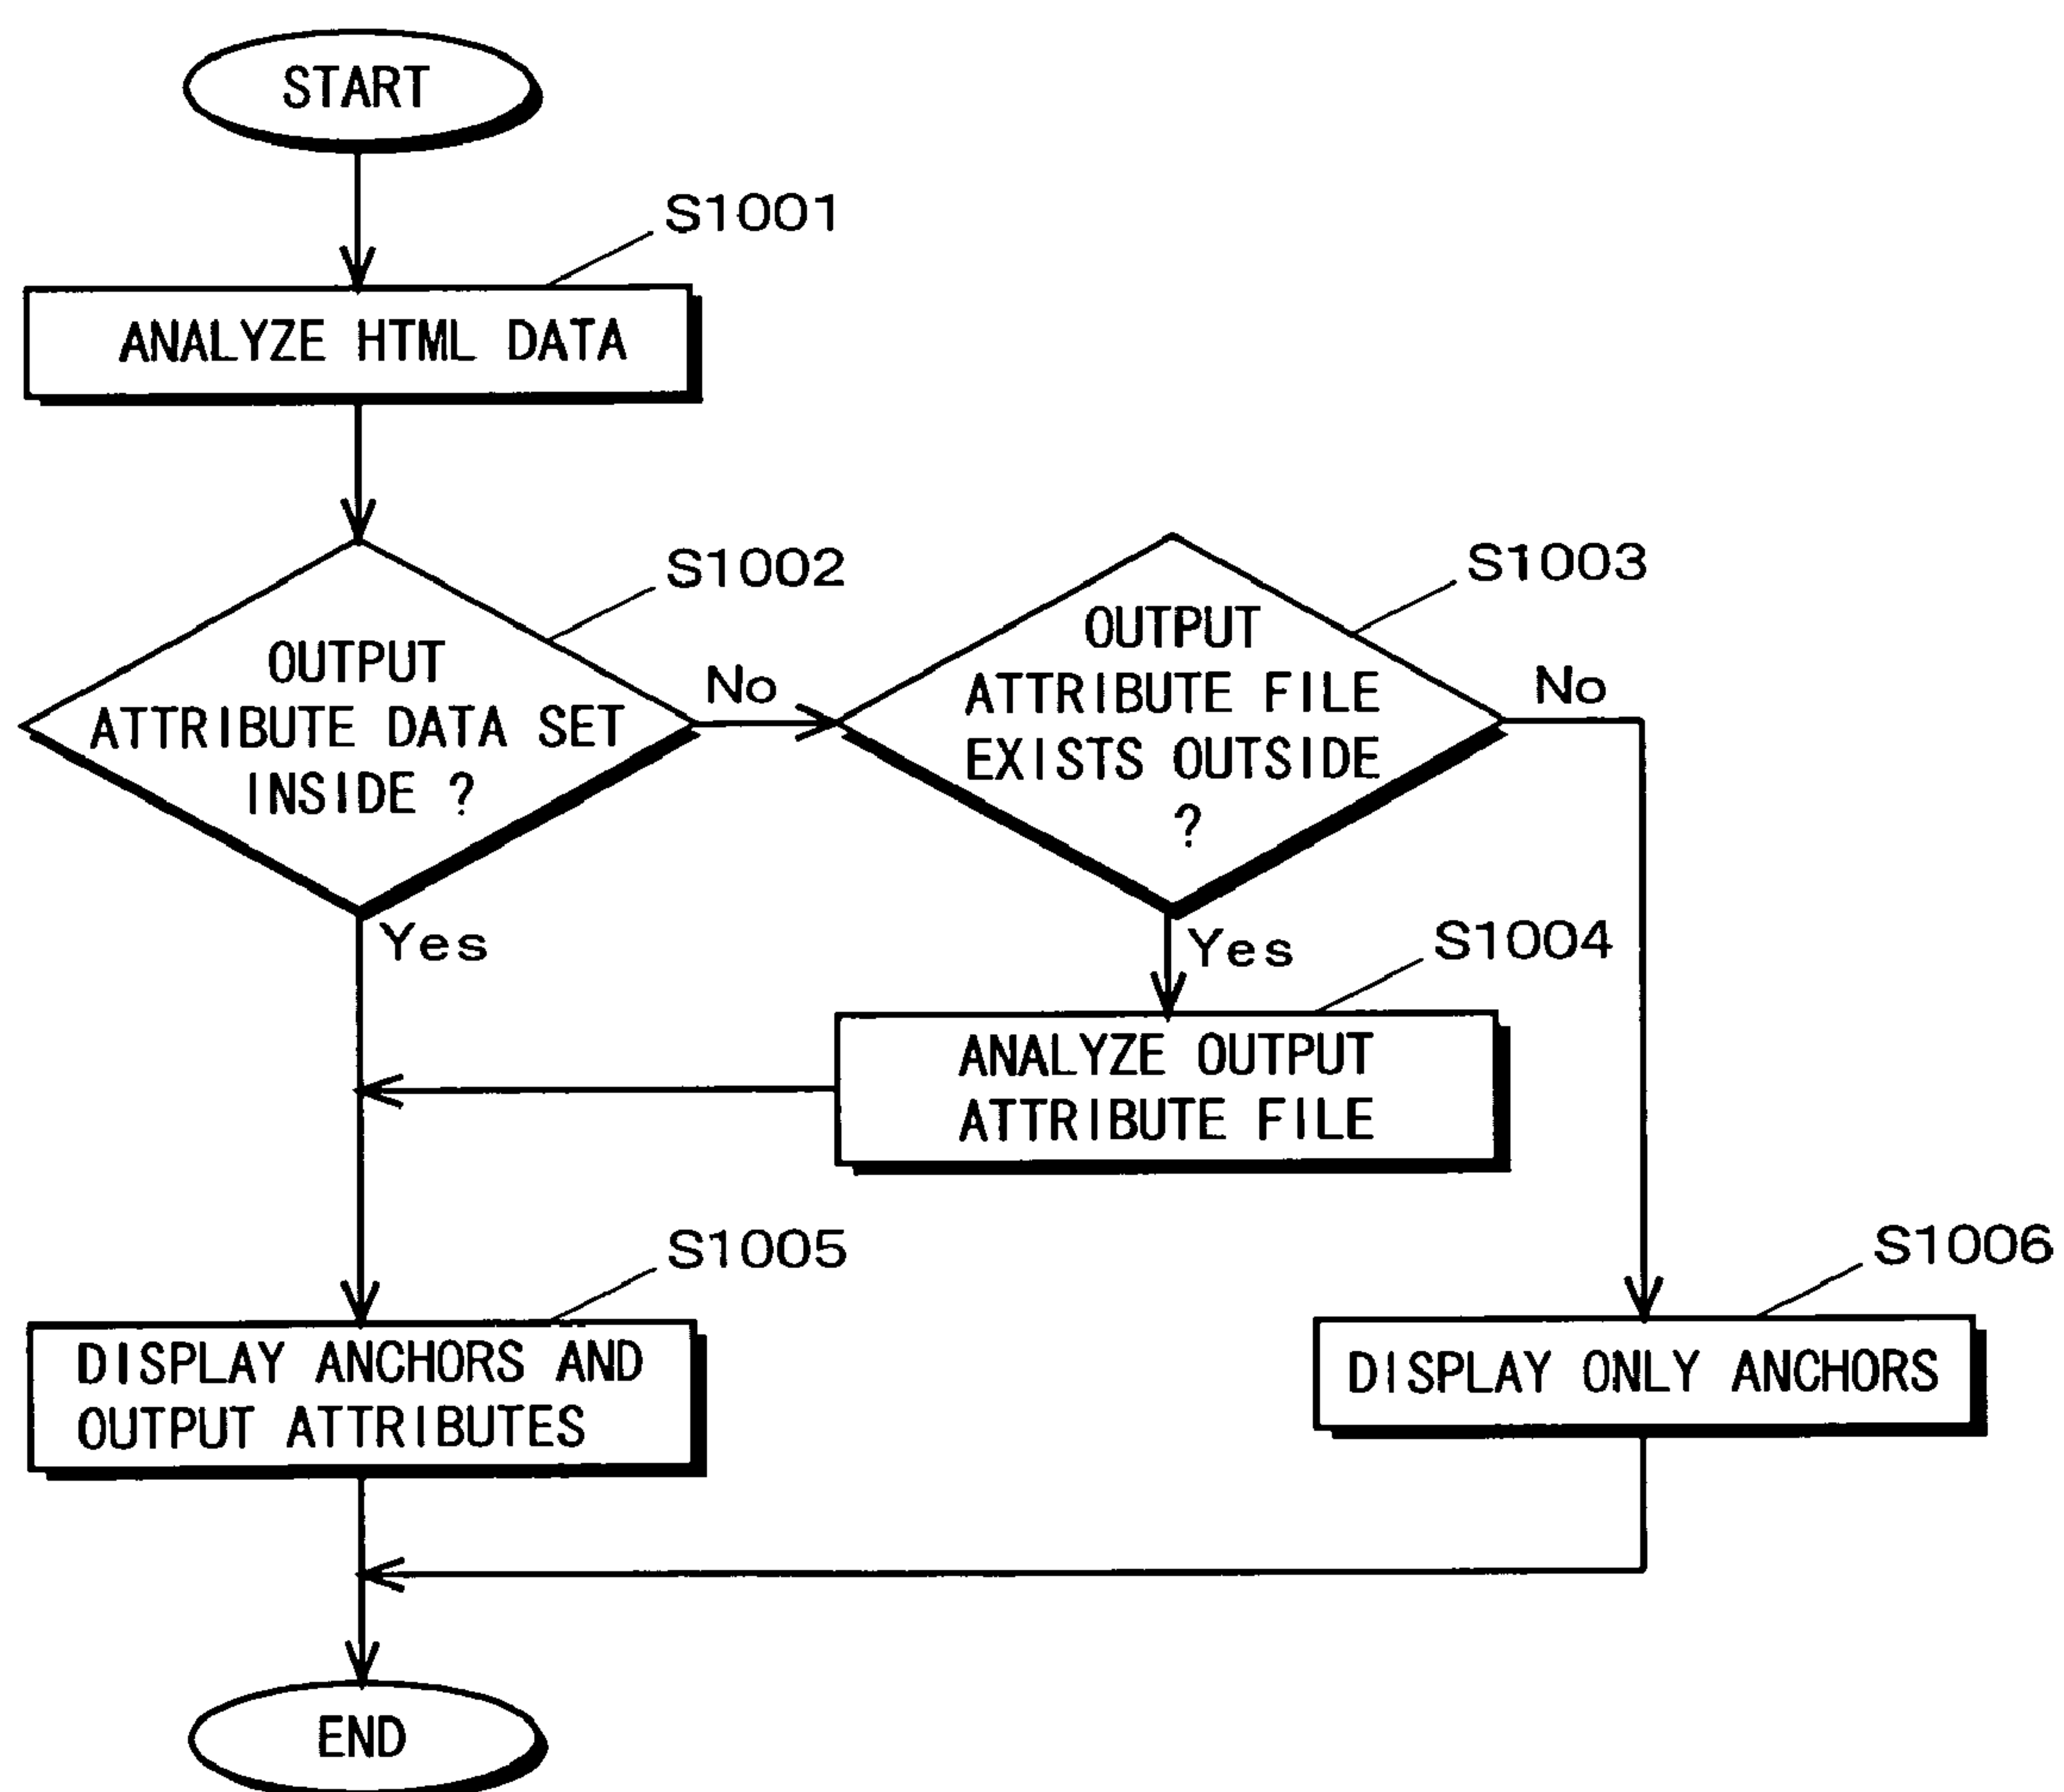 START
S1001
ANALYZE HTML DATA
S1002
OUTPUT
ATTRIBUTE DATA SET
INSIDE ?
No
Yes
S1003
OUTPUT
ATTRIBUTE FILE
EXISTS OUTSIDE
?
No
Yes
S1004
ANALYZE OUTPUT
ATTRIBUTE FILE
S1005
DISPLAY ANCHORS AND
OUTPUT ATTRIBUTES
S1006
DISPLAY ONLY ANCHORS
END